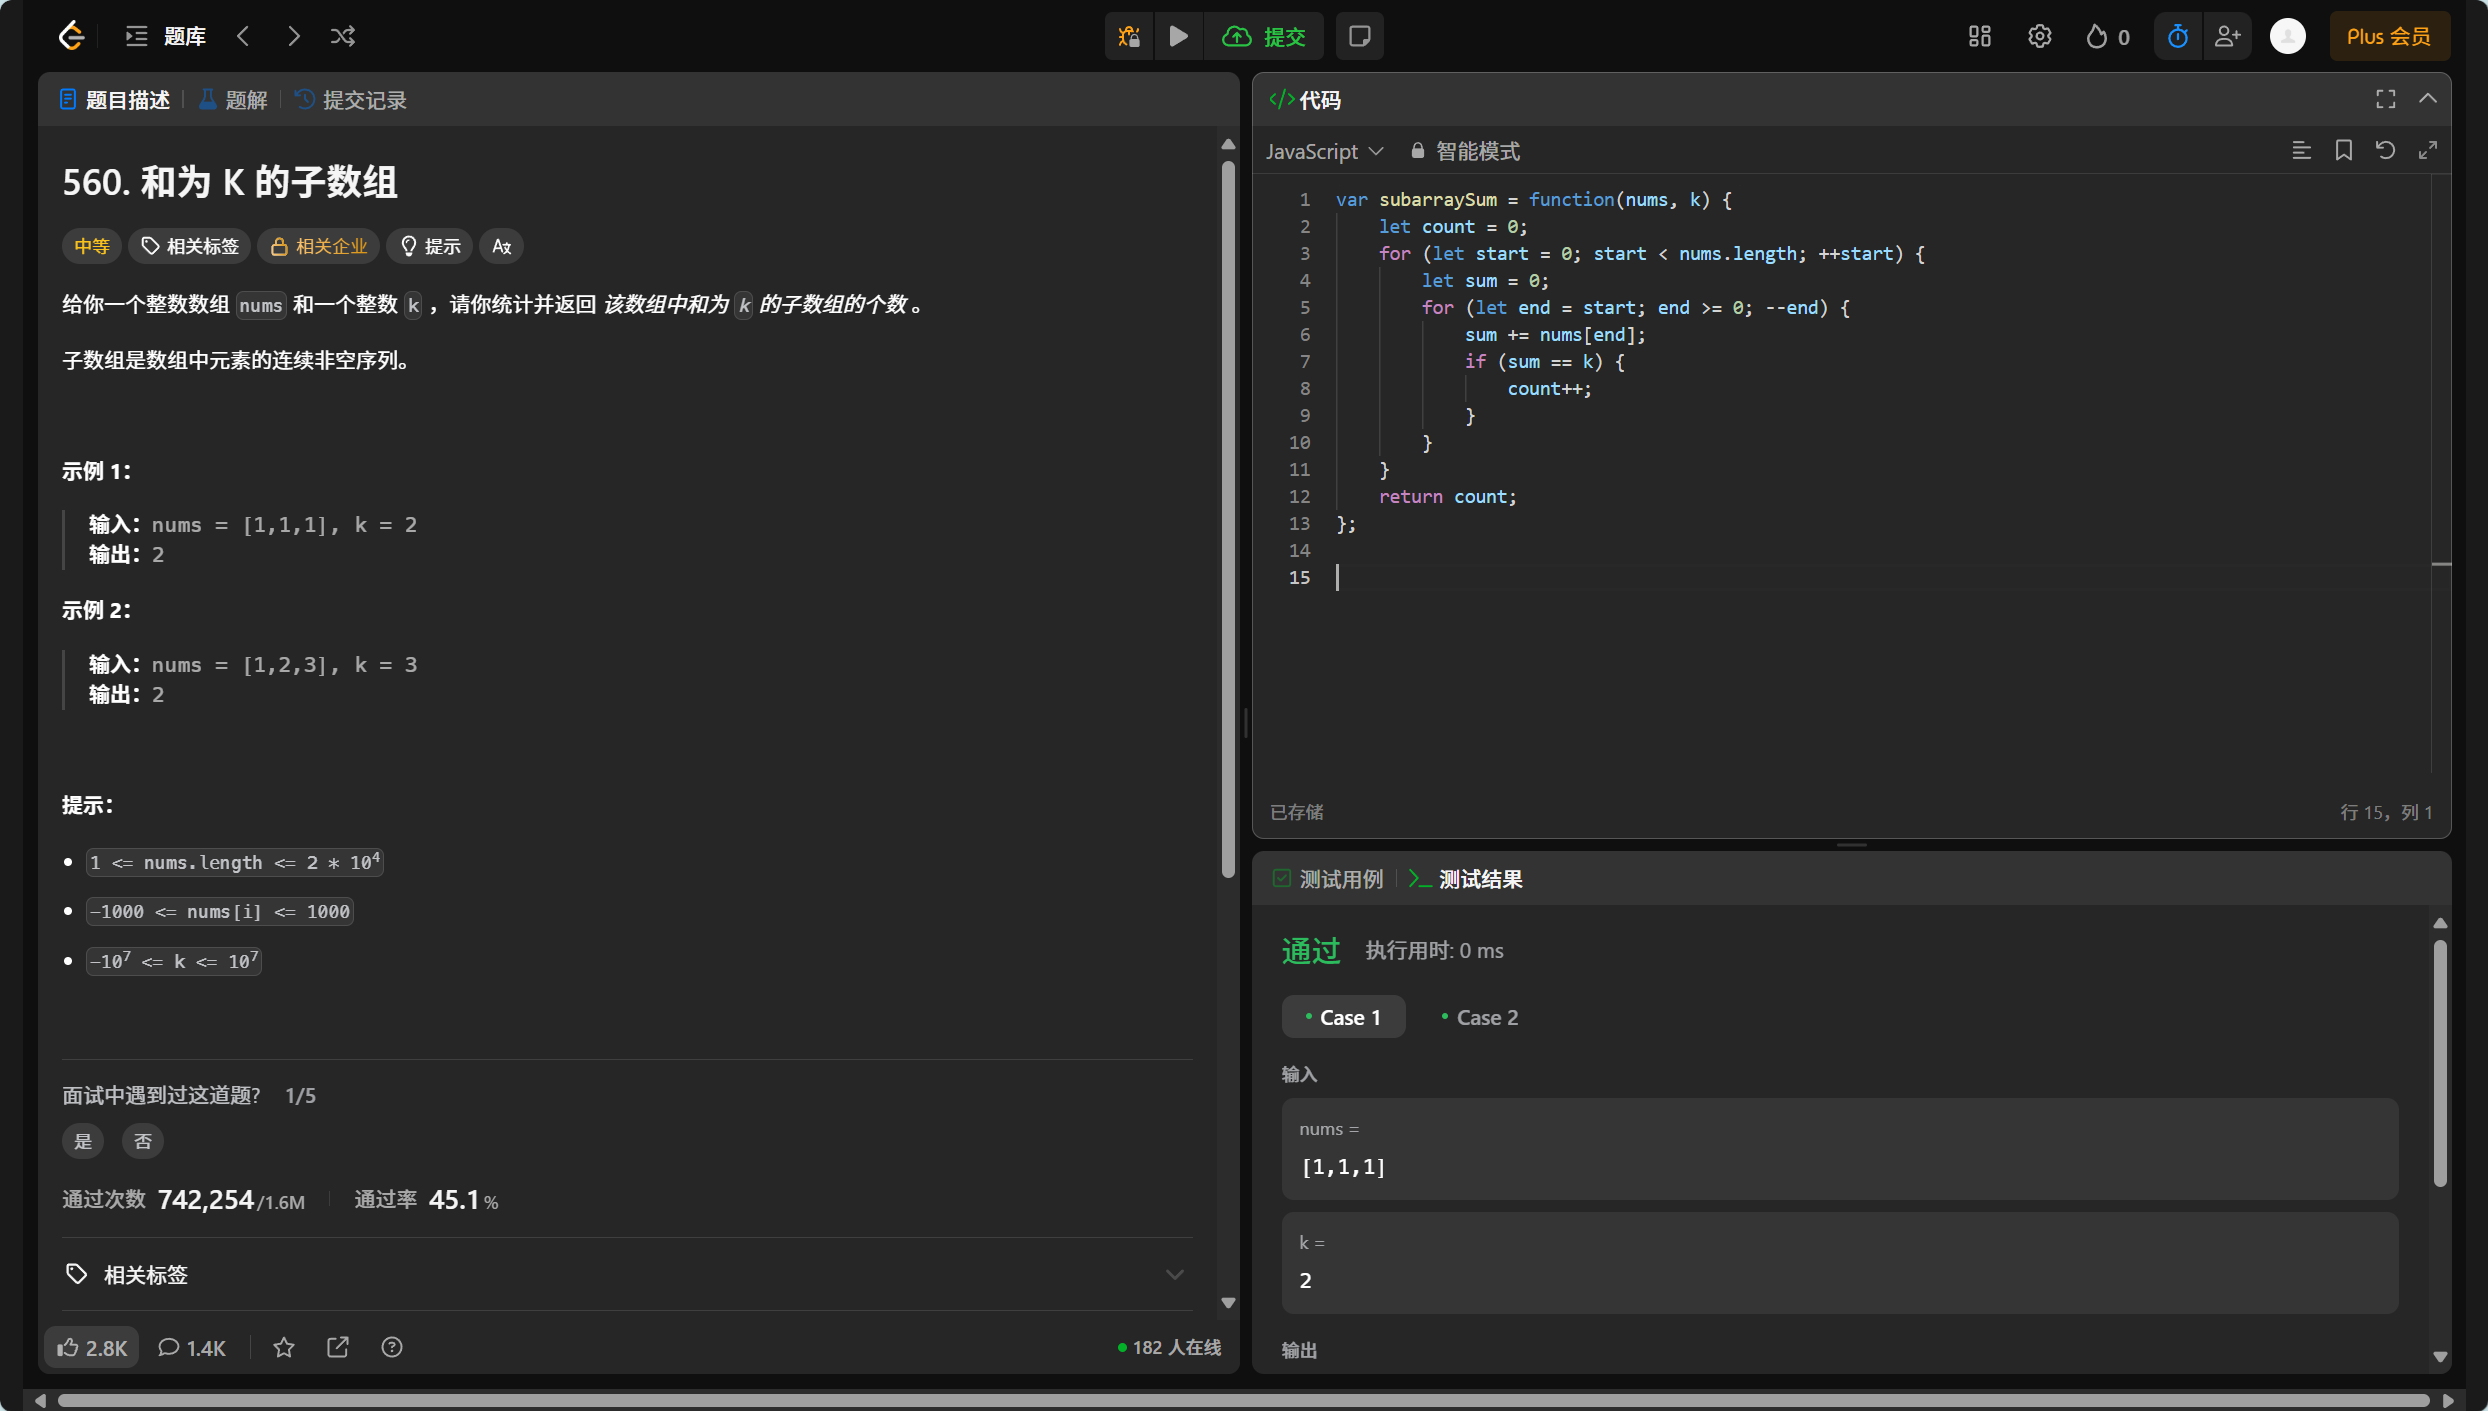 题库
提交
0
Plus 会员
题目描述
题解
提交记录
560. 和为 K 的子数组
中等
相关标签
相关企业
提示
给你一个整数数组 nums 和一个整数 k ，请你统计并返回 该数组中和为 k 的子数组的个数 。
子数组是数组中元素的连续非空序列。
示例 1：
输入：nums = [1,1,1], k = 2
输出：2
示例 2：
输入：nums = [1,2,3], k = 3
输出：2
提示：
1 <= nums.length <= 2 * 10^4
-1000 <= nums[i] <= 1000
-10^7 <= k <= 10^7
面试中遇到过这道题? 1/5
是
否
通过次数 742,254/1.6M
通过率 45.1%
相关标签
2.8K
1.4K
182 人在线
</>代码
JavaScript
智能模式
1 var subarraySum = function(nums, k) {
2     let count = 0;
3     for (let start = 0; start < nums.length; ++start) {
4         let sum = 0;
5         for (let end = start; end >= 0; --end) {
6             sum += nums[end];
7             if (sum == k) {
8                 count++;
9             }
10         }
11     }
12     return count;
13 };
14
15
已存储
行 15，列 1
测试用例
测试结果
通过 执行用时: 0 ms
Case 1
Case 2
输入
nums =
[1,1,1]
k =
2
输出